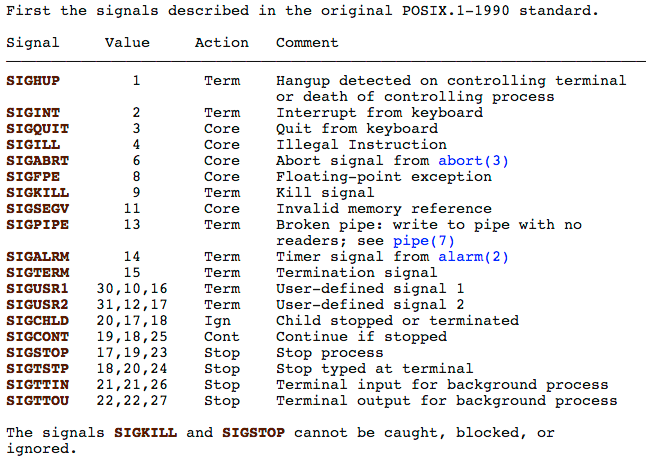 First the signals described in the original POSIX.1-1990 standard.
Signal Value Action Comment
SIGHUP 1 Term Hangup detected on controlling terminal
or death of controlling process
SIGINT 2 Term Interrupt from keyboard
SIGQUIT 3 Core Quit from keyboard
SIGILL 4 Core Illegal Instruction
SIGABRT 6 Core Abort signal from abort(3)
SIGFPE 8 Core Floating-point exception
SIGKILL 9 Term Kill signal
SIGSEGV 11 Core Invalid memory reference
SIGPIPE 13 Term Broken pipe: write to pipe with no
readers; see pipe(7)
SIGALRM 14 Term Timer signal from alarm(2)
SIGTERM 15 Term Termination signal
SIGUSR1 30,10,16 Term User-defined signal 1
SIGUSR2 31,12,17 Term User-defined signal 2
SIGCHLD 20,17,18 Ign Child stopped or terminated
SIGCONT 19,18,25 Cont Continue if stopped
SIGSTOP 17,19,23 Stop Stop process
SIGTSTP 18,20,24 Stop Stop typed at terminal
SIGTTIN 21,21,26 Stop Terminal input for background process
SIGTTOU 22,22,27 Stop Terminal output for background process
The signals SIGKILL and SIGSTOP cannot be caught, blocked, or
ignored.